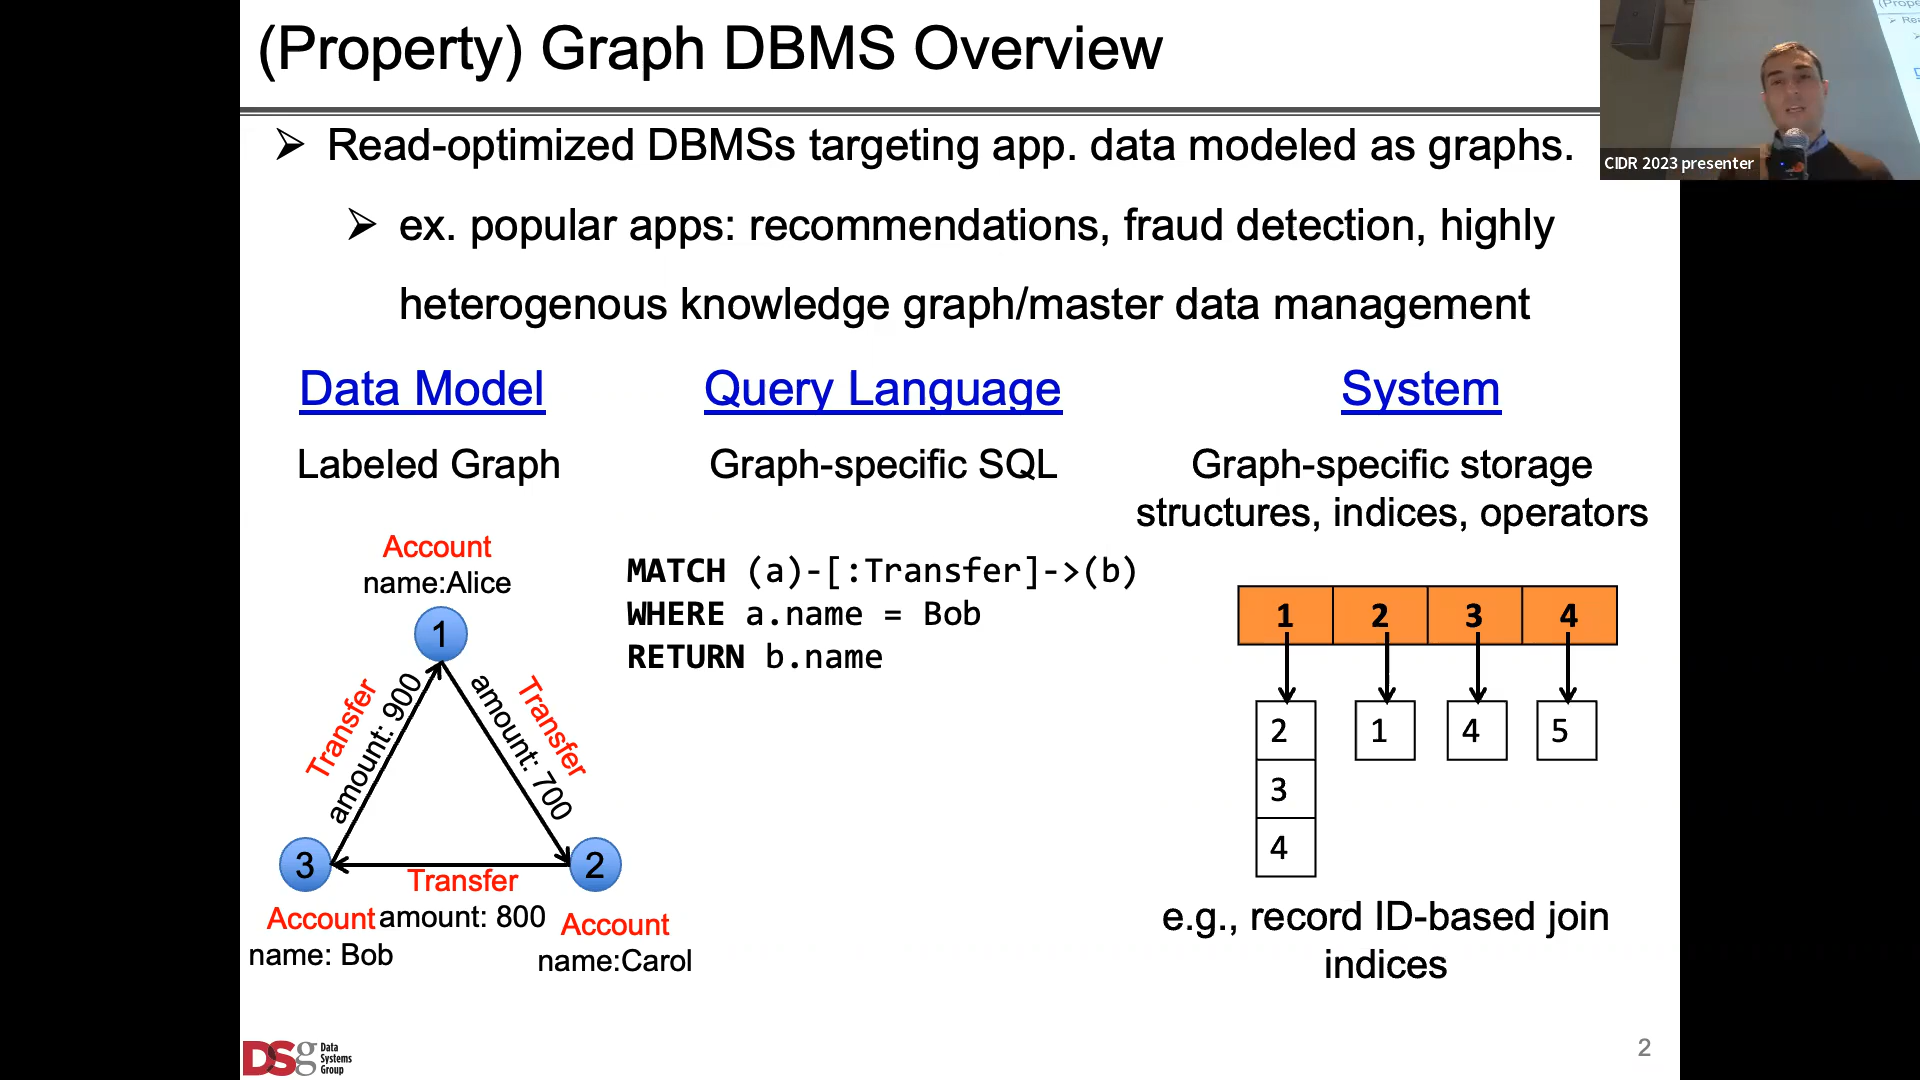 (Property) Graph DBMS Overview
Read-optimized DBMSs targeting app. data modeled as graphs.
ex. popular apps: recommendations, fraud detection, highly
heterogenous knowledge graph/master data management
Data Model
Labeled Graph
Account
name:Alice
1
Transfer
amount: 900
Transfer
amount: 700
3
2
Transfer
amount: 800
Account
name: Bob
Account
name:Carol
Query Language
Graph-specific SQL
MATCH (a)-[:Transfer]->(b)
WHERE a.name = Bob
RETURN b.name
System
Graph-specific storage
structures, indices, operators
1 2 3 4
2 1 4 5
3
4
e.g., record ID-based join
indices
DSg Data
Systems
Group
2
CIDR 2023 presenter